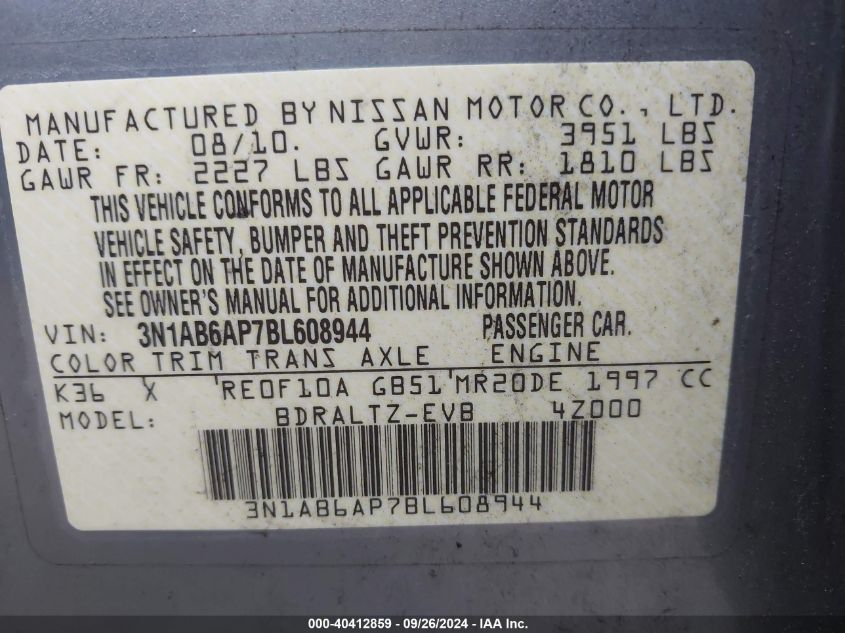 MANUFACTURED BY NISSAN MOTOR CO., LTD.
DATE: 08/10. GVWR: 3951 LBS
GAWR FR: 2227 LBS GAWR RR: 1810 LBS
THIS VEHICLE CONFORMS TO ALL APPLICABLE FEDERAL MOTOR
VEHICLE SAFETY, BUMPER AND THEFT PREVENTION STANDARDS
IN EFFECT ON THE DATE OF MANUFACTURE SHOWN ABOVE.
SEE OWNER'S MANUAL FOR ADDITIONAL INFORMATION.
VIN: 3N1AB6AP7BL608944 PASSENGER CAR.
COLOR TRIM TRANS AXLE ENGINE
K36 X 'RE0F10A GB51'MR20DE 1997 CC
MODEL: BDRALTZ-EVB 4Z000
3N1AB6AP7BL608944
000-40412859 - 09/26/2024 - IAA Inc.